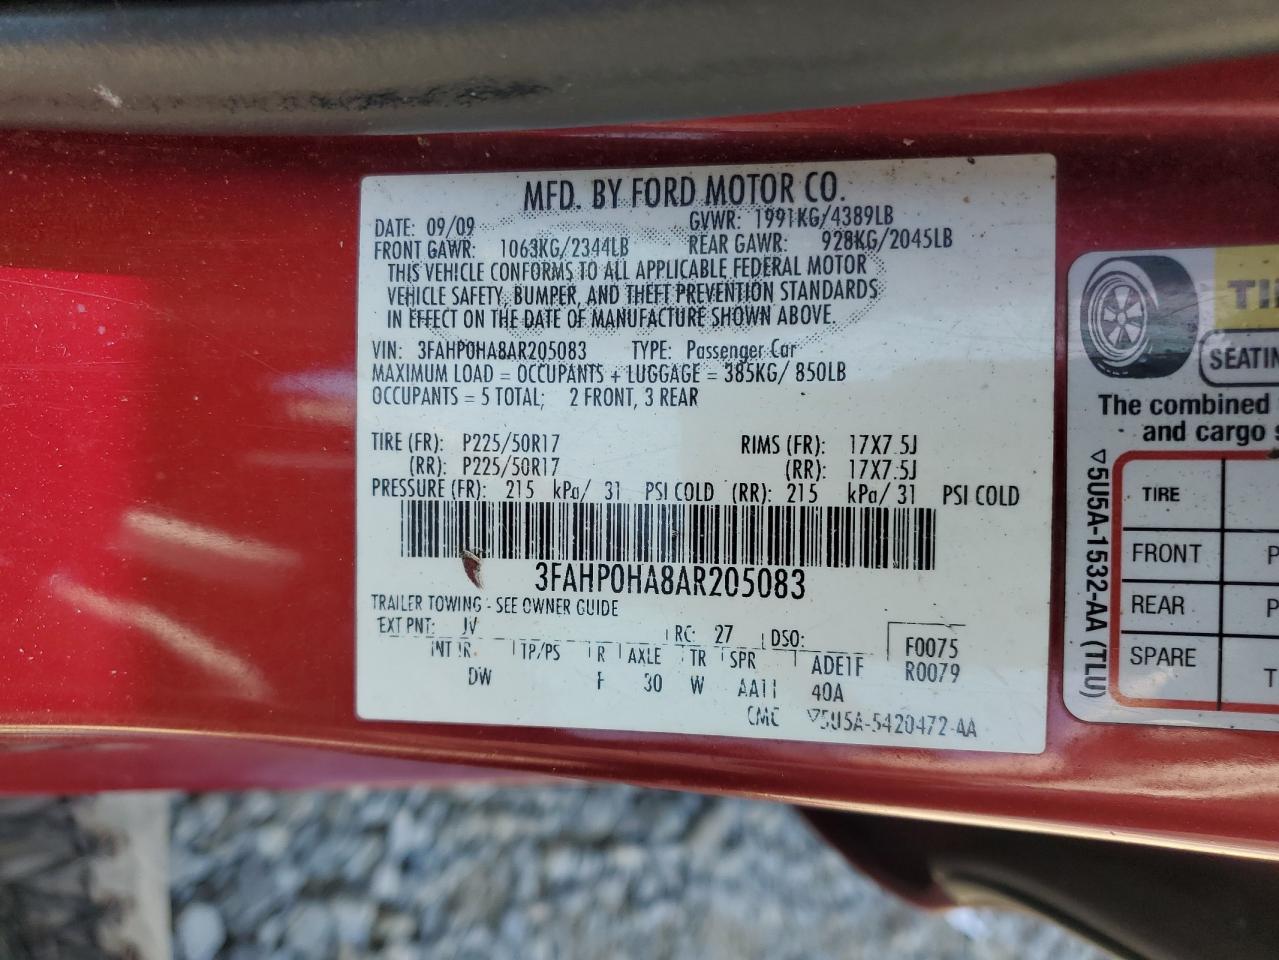 MFD. BY FORD MOTOR CO.
DATE: 09/09 GVWR: 1991KG/4389LB
FRONT GAWR: 1063KG/2344LB REAR GAWR: 928KG/2045LB
THIS VEHICLE CONFORMS TO ALL APPLICABLE FEDERAL MOTOR
VEHICLE SAFETY, BUMPER, AND THEFT PREVENTION STANDARDS
IN EFFECT ON THE DATE OF MANUFACTURE SHOWN ABOVE.
VIN: 3FAHP0HA8AR205083 TYPE: Passenger Car
MAXIMUM LOAD = OCCUPANTS + LUGGAGE = 385KG/ 850LB
OCCUPANTS = 5 TOTAL; 2 FRONT, 3 REAR
TIRE (FR): P225/50R17 RIMS (FR): 17X7.5J
(RR): P225/50R17 (RR): 17X7.5J
PRESSURE (FR): 215 kPa/ 31 PSI COLD (RR): 215 kPa/ 31 PSI COLD
3FAHP0HA8AR205083
TRAILER TOWING - SEE OWNER GUIDE
EXT PNT: JV RC: 27 DSO: F0075
INT TR TP/PS R AXLE TR SPR ADE1F R0079
DW F 30 W AA11 40A
CMC ▽5U5A-5420472-AA
SEATIN
The combined
and cargo s
TIRE
FRONT P
REAR P
SPARE T
▽5U5A-1532-AA (TLU)